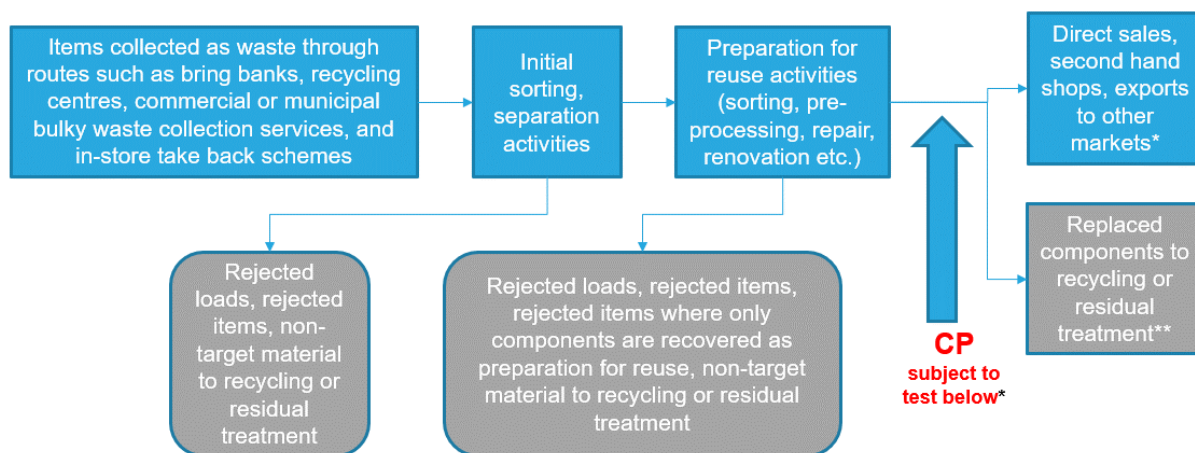 Items collected as waste through
routes such as bring banks, recycling
centres, commercial or municipal
bulky waste collection services, and
in-store take back schemes
Initial
sorting,
separation
activities
Preparation for
reuse activities
(sorting, pre-
processing, repair,
renovation etc.)
Direct sales,
second hand
shops, exports
to other
markets*
Rejected
loads, rejected
items, non-
target material
to recycling or
residual
treatment
Rejected loads, rejected items,
rejected items where only
components are recovered as
preparation for reuse, non-target
material to recycling or residual
treatment
CP
subject to
test below*
Replaced
components to
recycling or
residual
treatment**